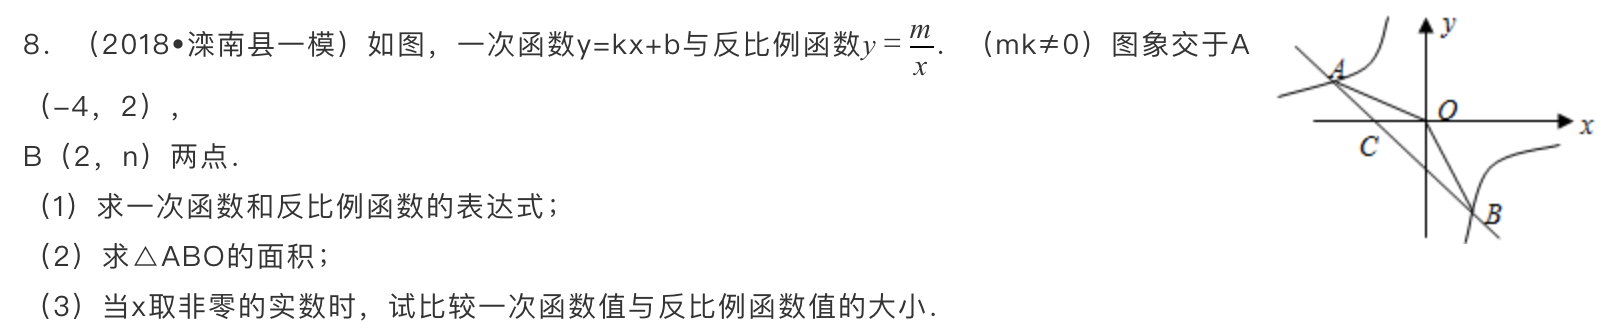 8．（2018•滦南县一模）如图，一次函数y=kx+b与反比例函数y = m/x．（mk≠0）图象交于A
（-4，2），
B（2，n）两点．
（1）求一次函数和反比例函数的表达式；
（2）求△ABO的面积；
（3）当x取非零的实数时，试比较一次函数值与反比例函数值的大小．
y
A
O
x
C
B